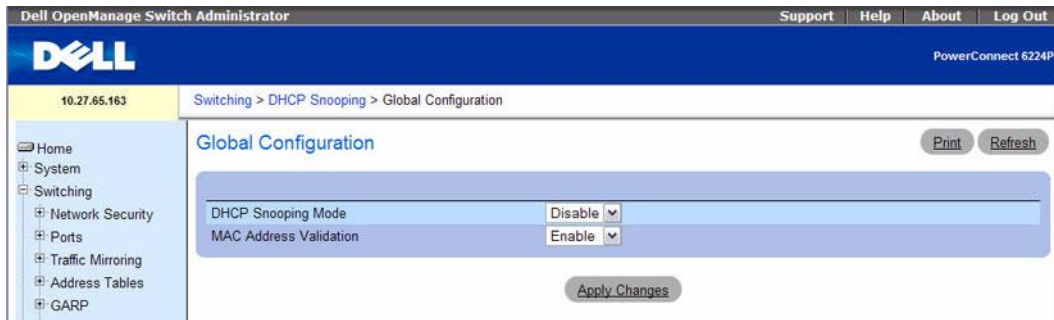 Dell OpenManage Switch Administrator Support Help About Log Out
DELL
PowerConnect 6224P
10.27.65.163 Switching > DHCP Snooping > Global Configuration
Home
System
Switching
Network Security
Ports
Traffic Mirroring
Address Tables
GARP
Global Configuration Print Refresh
DHCP Snooping Mode Disable
MAC Address Validation Enable
Apply Changes